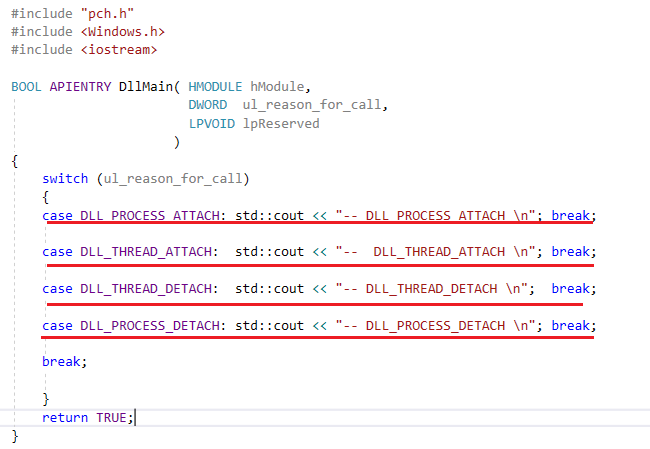 #include "pch.h"
#include <Windows.h>
#include <iostream>
BOOL APIENTRY DllMain( HMODULE hModule,
DWORD  ul_reason_for_call,
LPVOID lpReserved
)
{
switch (ul_reason_for_call)
{
case DLL_PROCESS_ATTACH: std::cout << "-- DLL_PROCESS_ATTACH \n"; break;
case DLL_THREAD_ATTACH:  std::cout << "--  DLL_THREAD_ATTACH \n"; break;
case DLL_THREAD_DETACH:  std::cout << "-- DLL_THREAD_DETACH \n";  break;
case DLL_PROCESS_DETACH: std::cout << "-- DLL_PROCESS_DETACH \n"; break;
break;
}
return TRUE;
}